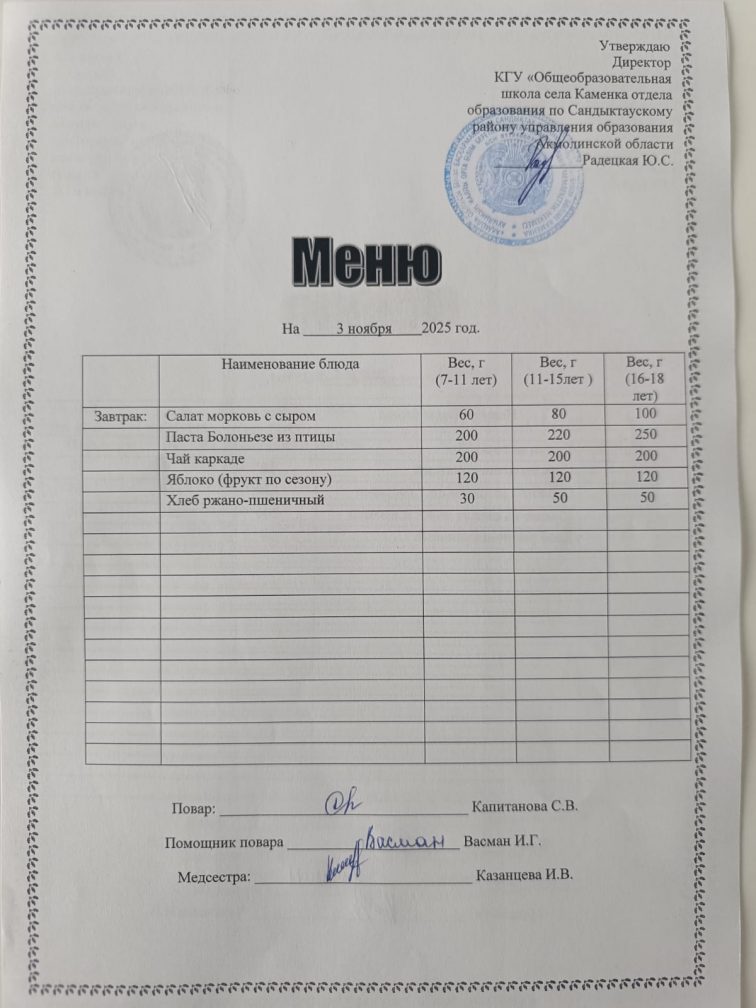 Утверждаю
Директор
КГУ «Общеобразовательная
школа села Каменка отдела
образования по Сандыктаускому
району управления образования
Акмолинской области
Радецкая Ю.С.
Меню
На 3 ноября 2025 год.
Наименование блюда Вес, г (7-11 лет) Вес, г (11-15лет ) Вес, г (16-18 лет)
Завтрак: Салат морковь с сыром 60 80 100
Паста Болоньезе из птицы 200 220 250
Чай каркаде 200 200 200
Яблоко (фрукт по сезону) 120 120 120
Хлеб ржано-пшеничный 30 50 50
Повар: Капитанова С.В.
Помощник повара Васман Васман И.Г.
Медсестра: Казанцева И.В.